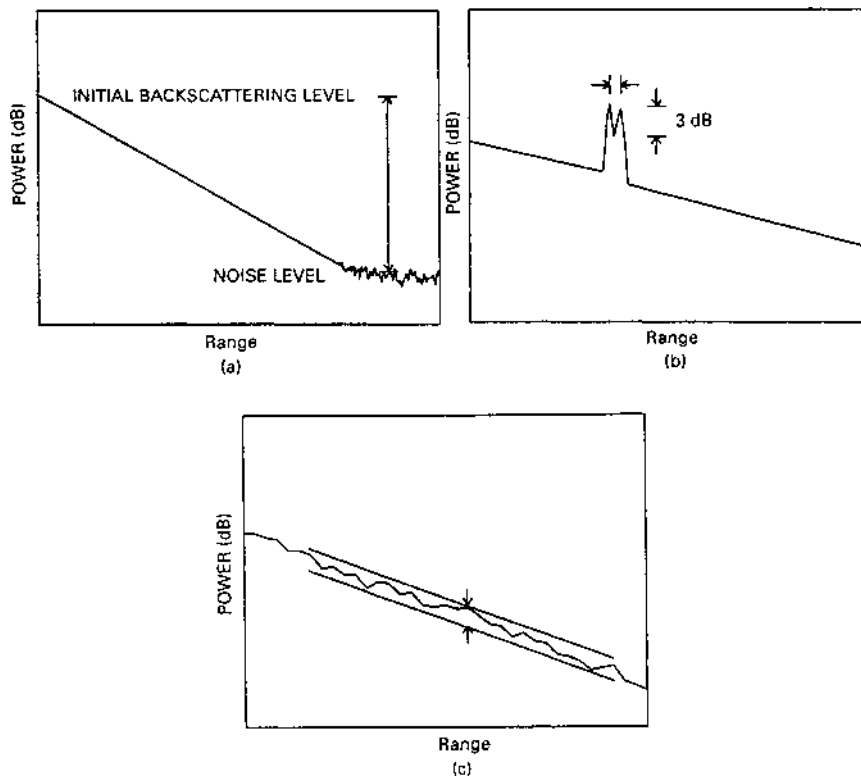 POWER (dB)
INITIAL BACKSCATTERING LEVEL
NOISE LEVEL
Range
(a)
POWER (dB)
3 dB
Range
(b)
POWER (dB)
Range
(c)